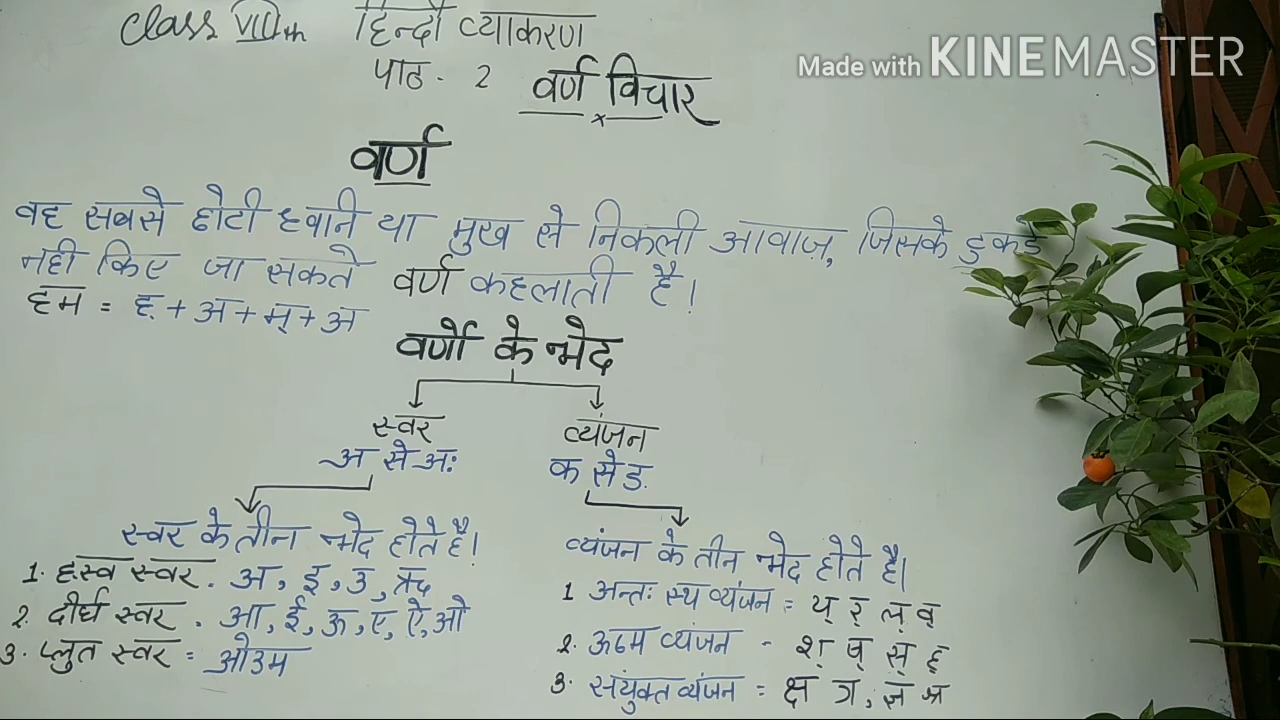 Class VIIIth हिन्दी व्याकरण
Made with KINEMASTER
पाठ - 2 वर्ण विचार
वर्ण
वह सबसे छोटी ध्वनि या मुख से निकली आवाज, जिसके टुकडे
नही किए जा सकते वर्ण कहलाती है।
हम = ह् + अ + म् + अ
वर्णो के भेद
स्वर व्यंजन
अ से अः क से ड.
स्वर के तीन भेद होते है।
व्यंजन के तीन भेद होते है।
1. ह्स्व स्वर . अ, इ, उ, ऋ
1 अन्तः स्थ व्यंजन = य् र् ल् व्
2. दीर्घ स्वर . आ, ई, ऊ, ए, ऐ, ओ
2. ऊष्म व्यंजन - श् ष् स् ह्
3. प्लुत स्वर = ओउम
3. संयुक्त व्यंजन = क्ष त्र, ज्ञ श्र